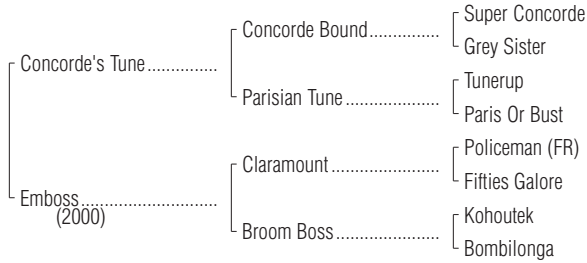 Super Concorde
Concorde Bound...............
Grey Sister
Concorde's Tune...............
Tunerup
Parisian Tune....................
Paris Or Bust
Policeman (FR)
Claramount.......................
Fifties Galore
Emboss.............................
(2000)
Kohoutek
Broom Boss......................
Bombilonga